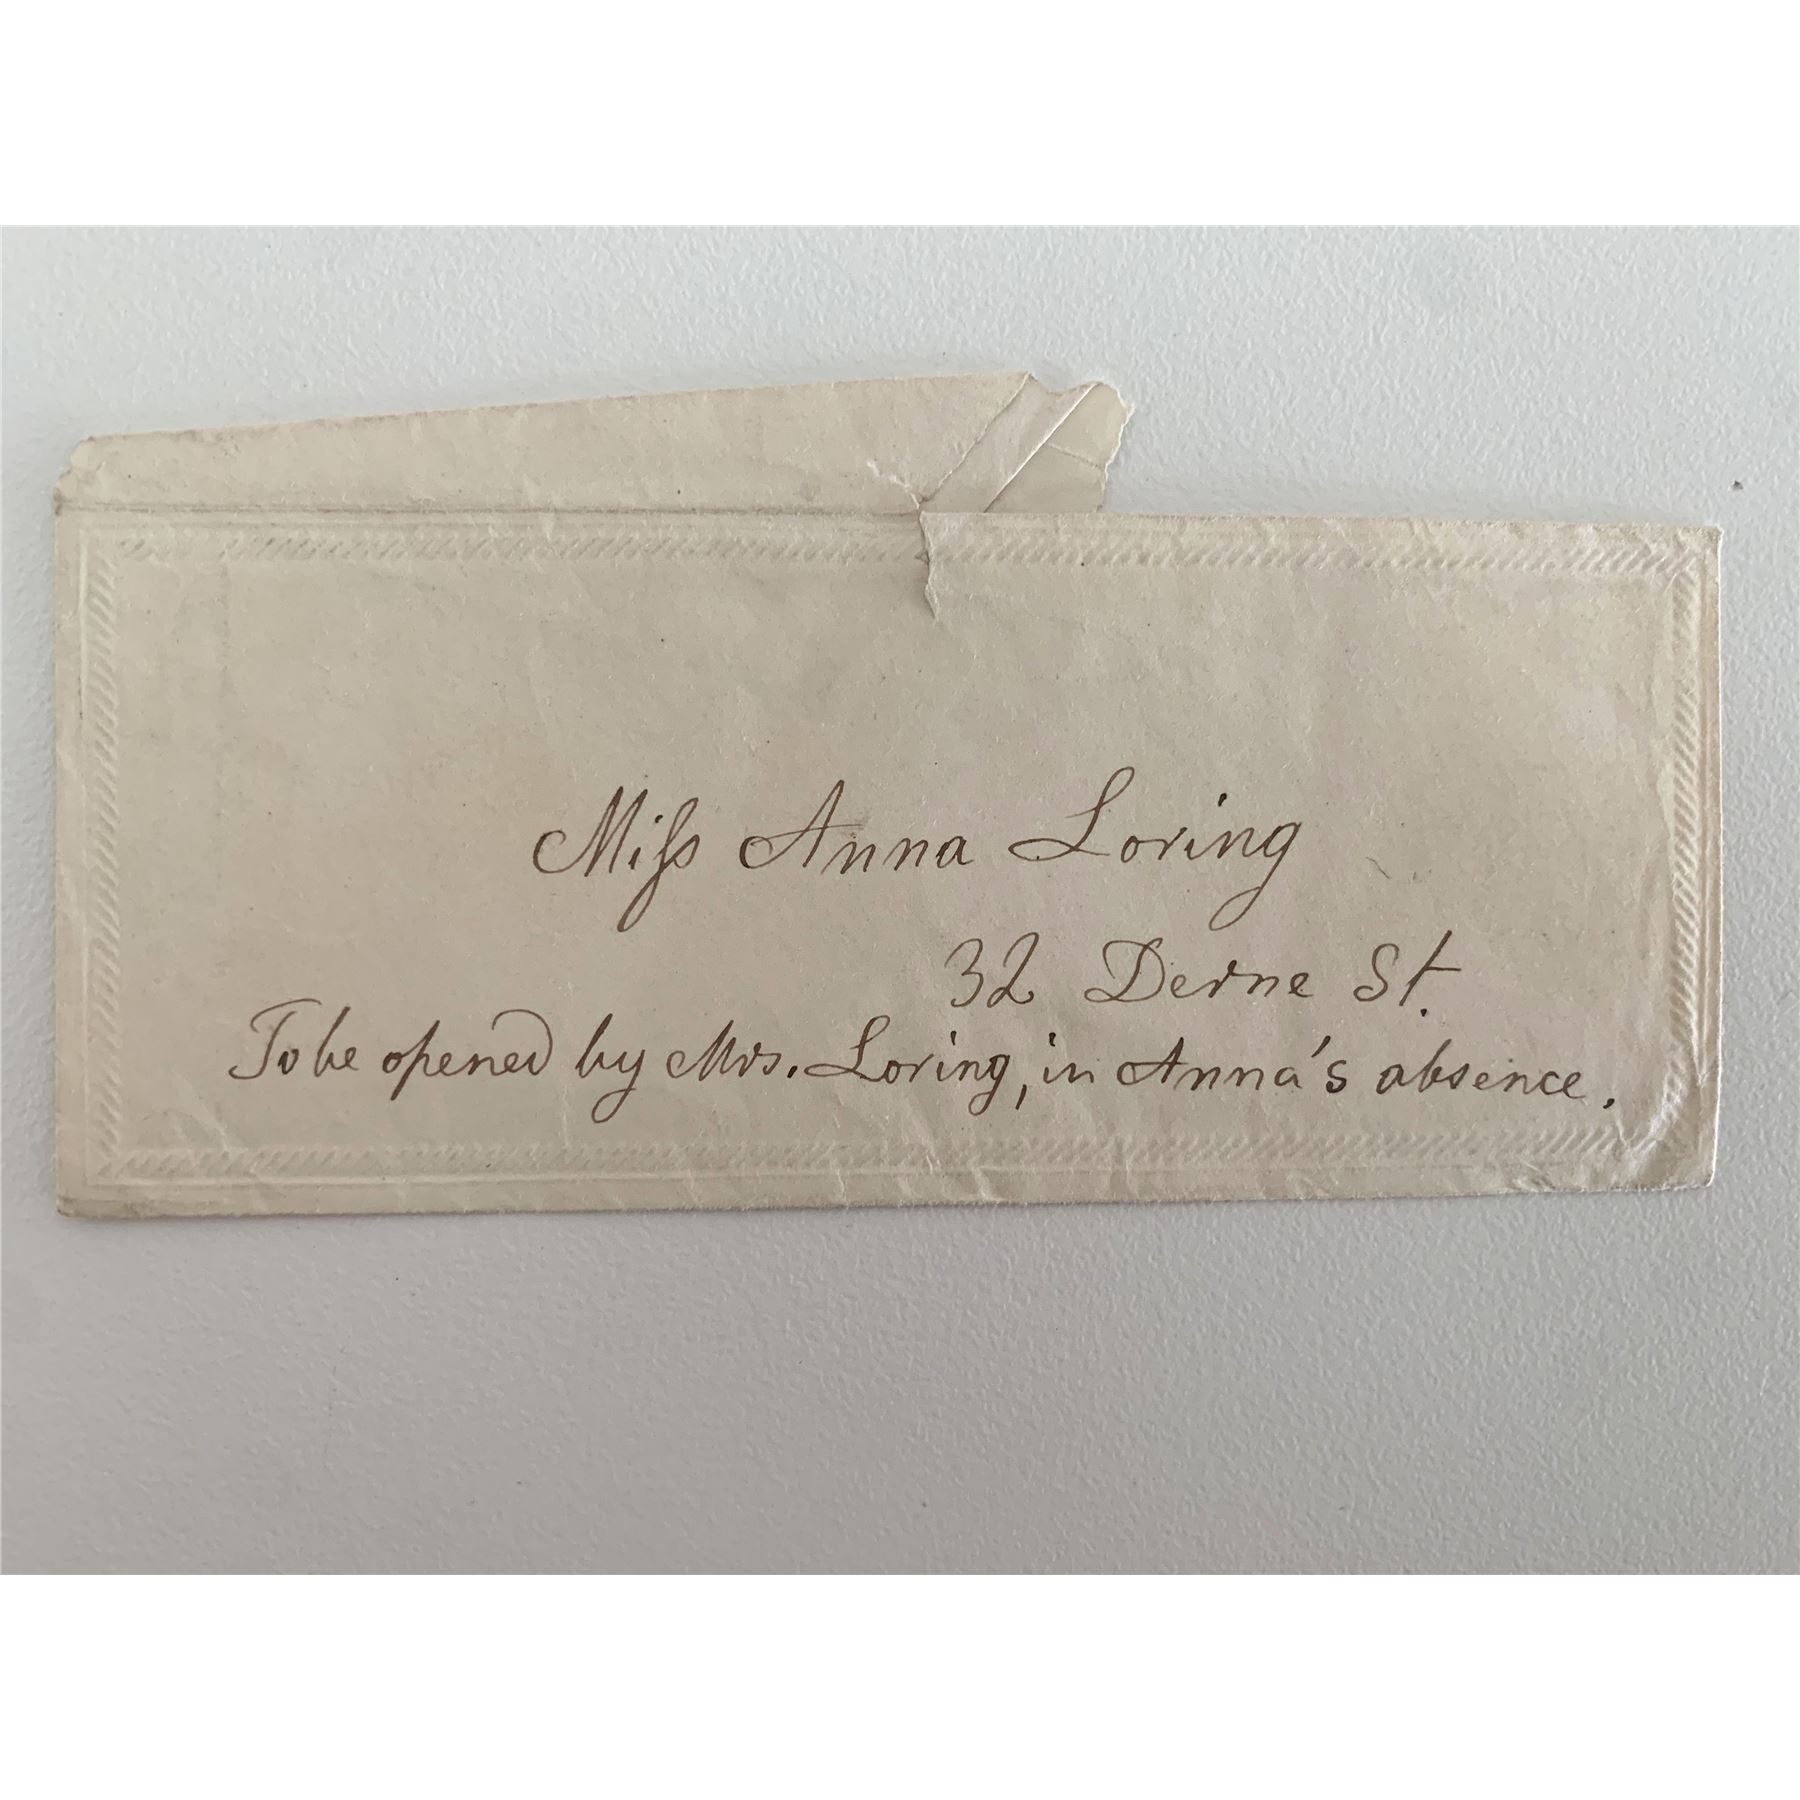 Miſs Anna Loring
32 Derne St.
To be opened by Mrs. Loring, in Anna's absence.